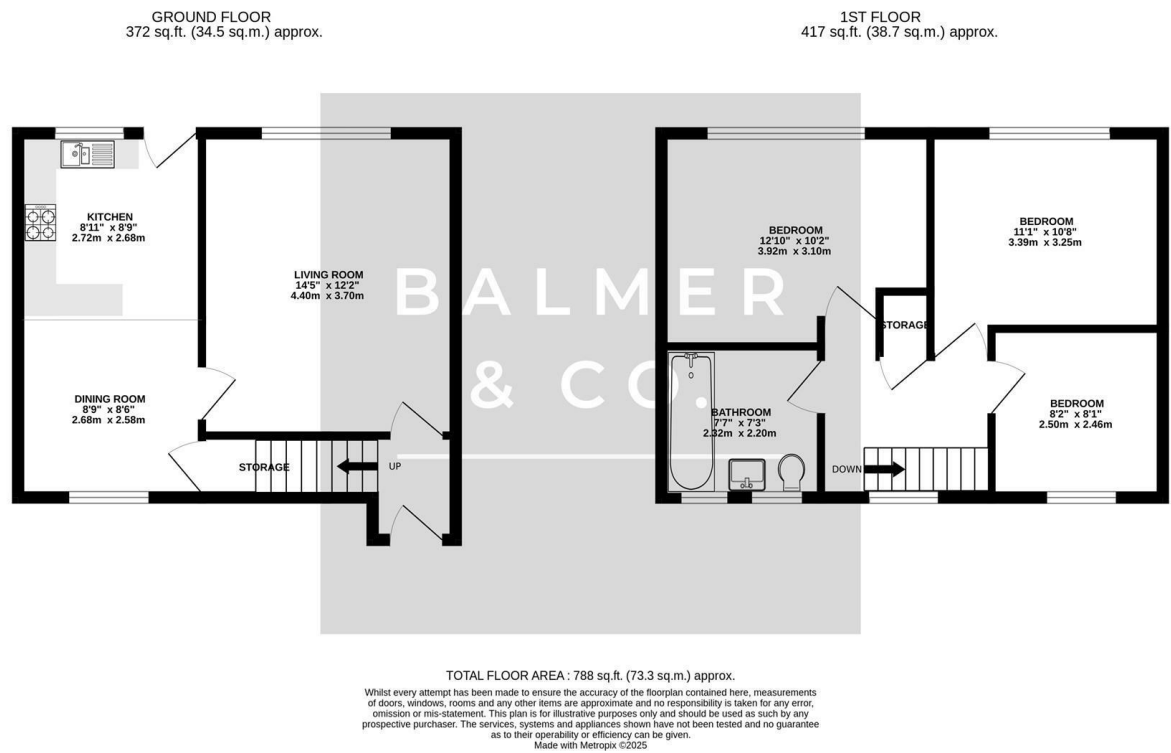 GROUND FLOOR
372 sq.ft. (34.5 sq.m.) approx.
1ST FLOOR
417 sq.ft. (38.7 sq.m.) approx.
KITCHEN
8'11" x 8'9"
2.72m x 2.68m
LIVING ROOM
14'5" x 12'2"
4.40m x 3.70m
DINING ROOM
8'9" x 8'6"
2.68m x 2.58m
STORAGE
UP
BEDROOM
12'10" x 10'2"
3.92m x 3.10m
BEDROOM
11'1" x 10'8"
3.39m x 3.25m
STORAGE
BATHROOM
7'7" x 7'3"
2.32m x 2.20m
BEDROOM
8'2" x 8'1"
2.50m x 2.46m
DOWN
BALMER
& CO.
TOTAL FLOOR AREA : 788 sq.ft. (73.3 sq.m.) approx.
Whilst every attempt has been made to ensure the accuracy of the floorplan contained here, measurements
of doors, windows, rooms and any other items are approximate and no responsibility is taken for any error,
omission or mis-statement. This plan is for illustrative purposes only and should be used as such by any
prospective purchaser. The services, systems and appliances shown have not been tested and no guarantee
as to their operability or efficiency can be given.
Made with Metropix ©2025